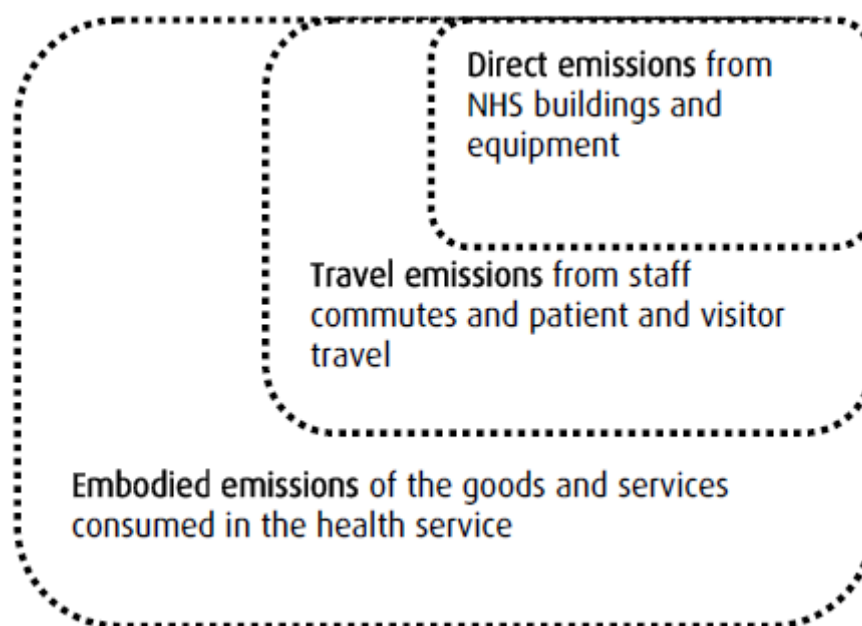 Direct emissions from
NHS buildings and
equipment
Travel emissions from staff
commutes and patient and visitor
travel
Embodied emissions of the goods and services
consumed in the health service